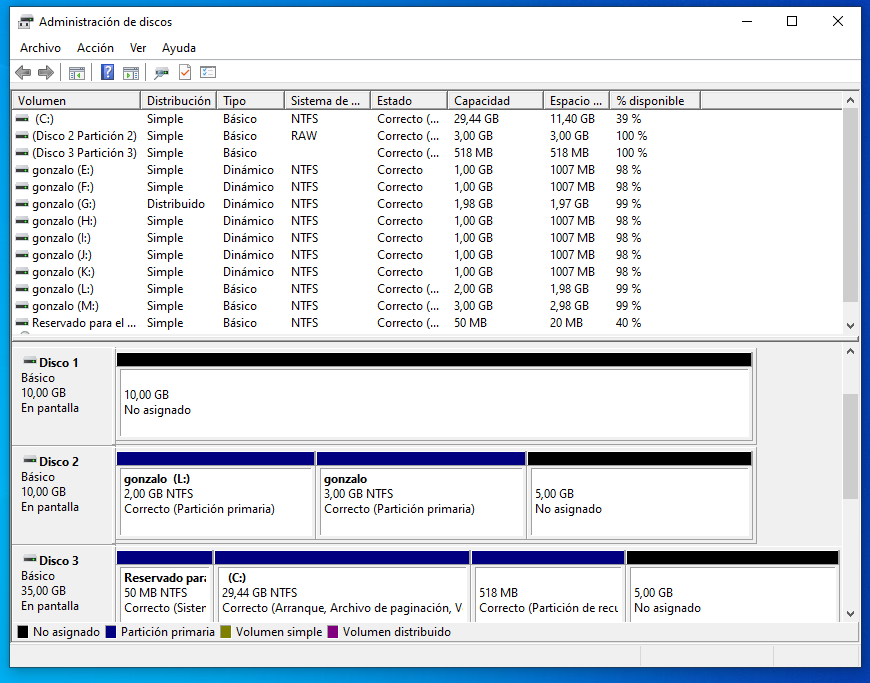 Administración de discos
Archivo Acción Ver Ayuda
Volumen Distribución Tipo Sistema de ... Estado Capacidad Espacio ... % disponible
(C:) Simple Básico NTFS Correcto (... 29,44 GB 11,40 GB 39 %
(Disco 2 Partición 2) Simple Básico RAW Correcto (... 3,00 GB 3,00 GB 100 %
(Disco 3 Partición 3) Simple Básico Correcto (... 518 MB 518 MB 100 %
gonzalo (E:) Simple Dinámico NTFS Correcto 1,00 GB 1007 MB 98 %
gonzalo (F:) Simple Dinámico NTFS Correcto 1,00 GB 1007 MB 98 %
gonzalo (G:) Distribuido Dinámico NTFS Correcto 1,98 GB 1,97 GB 99 %
gonzalo (H:) Simple Dinámico NTFS Correcto 1,00 GB 1007 MB 98 %
gonzalo (I:) Simple Dinámico NTFS Correcto 1,00 GB 1007 MB 98 %
gonzalo (J:) Simple Dinámico NTFS Correcto 1,00 GB 1007 MB 98 %
gonzalo (K:) Simple Dinámico NTFS Correcto 1,00 GB 1007 MB 98 %
gonzalo (L:) Simple Básico NTFS Correcto (... 2,00 GB 1,98 GB 99 %
gonzalo (M:) Simple Básico NTFS Correcto (... 3,00 GB 2,98 GB 99 %
Reservado para el ... Simple Básico NTFS Correcto (... 50 MB 20 MB 40 %
Disco 1
Básico
10,00 GB
En pantalla
10,00 GB
No asignado
Disco 2
Básico
10,00 GB
En pantalla
gonzalo (L:)
2,00 GB NTFS
Correcto (Partición primaria)
gonzalo
3,00 GB NTFS
Correcto (Partición primaria)
5,00 GB
No asignado
Disco 3
Básico
35,00 GB
En pantalla
Reservado para
50 MB NTFS
Correcto (Sister
(C:)
29,44 GB NTFS
Correcto (Arranque, Archivo de paginación, V
518 MB
Correcto (Partición de recu
5,00 GB
No asignado
No asignado Partición primaria Volumen simple Volumen distribuido